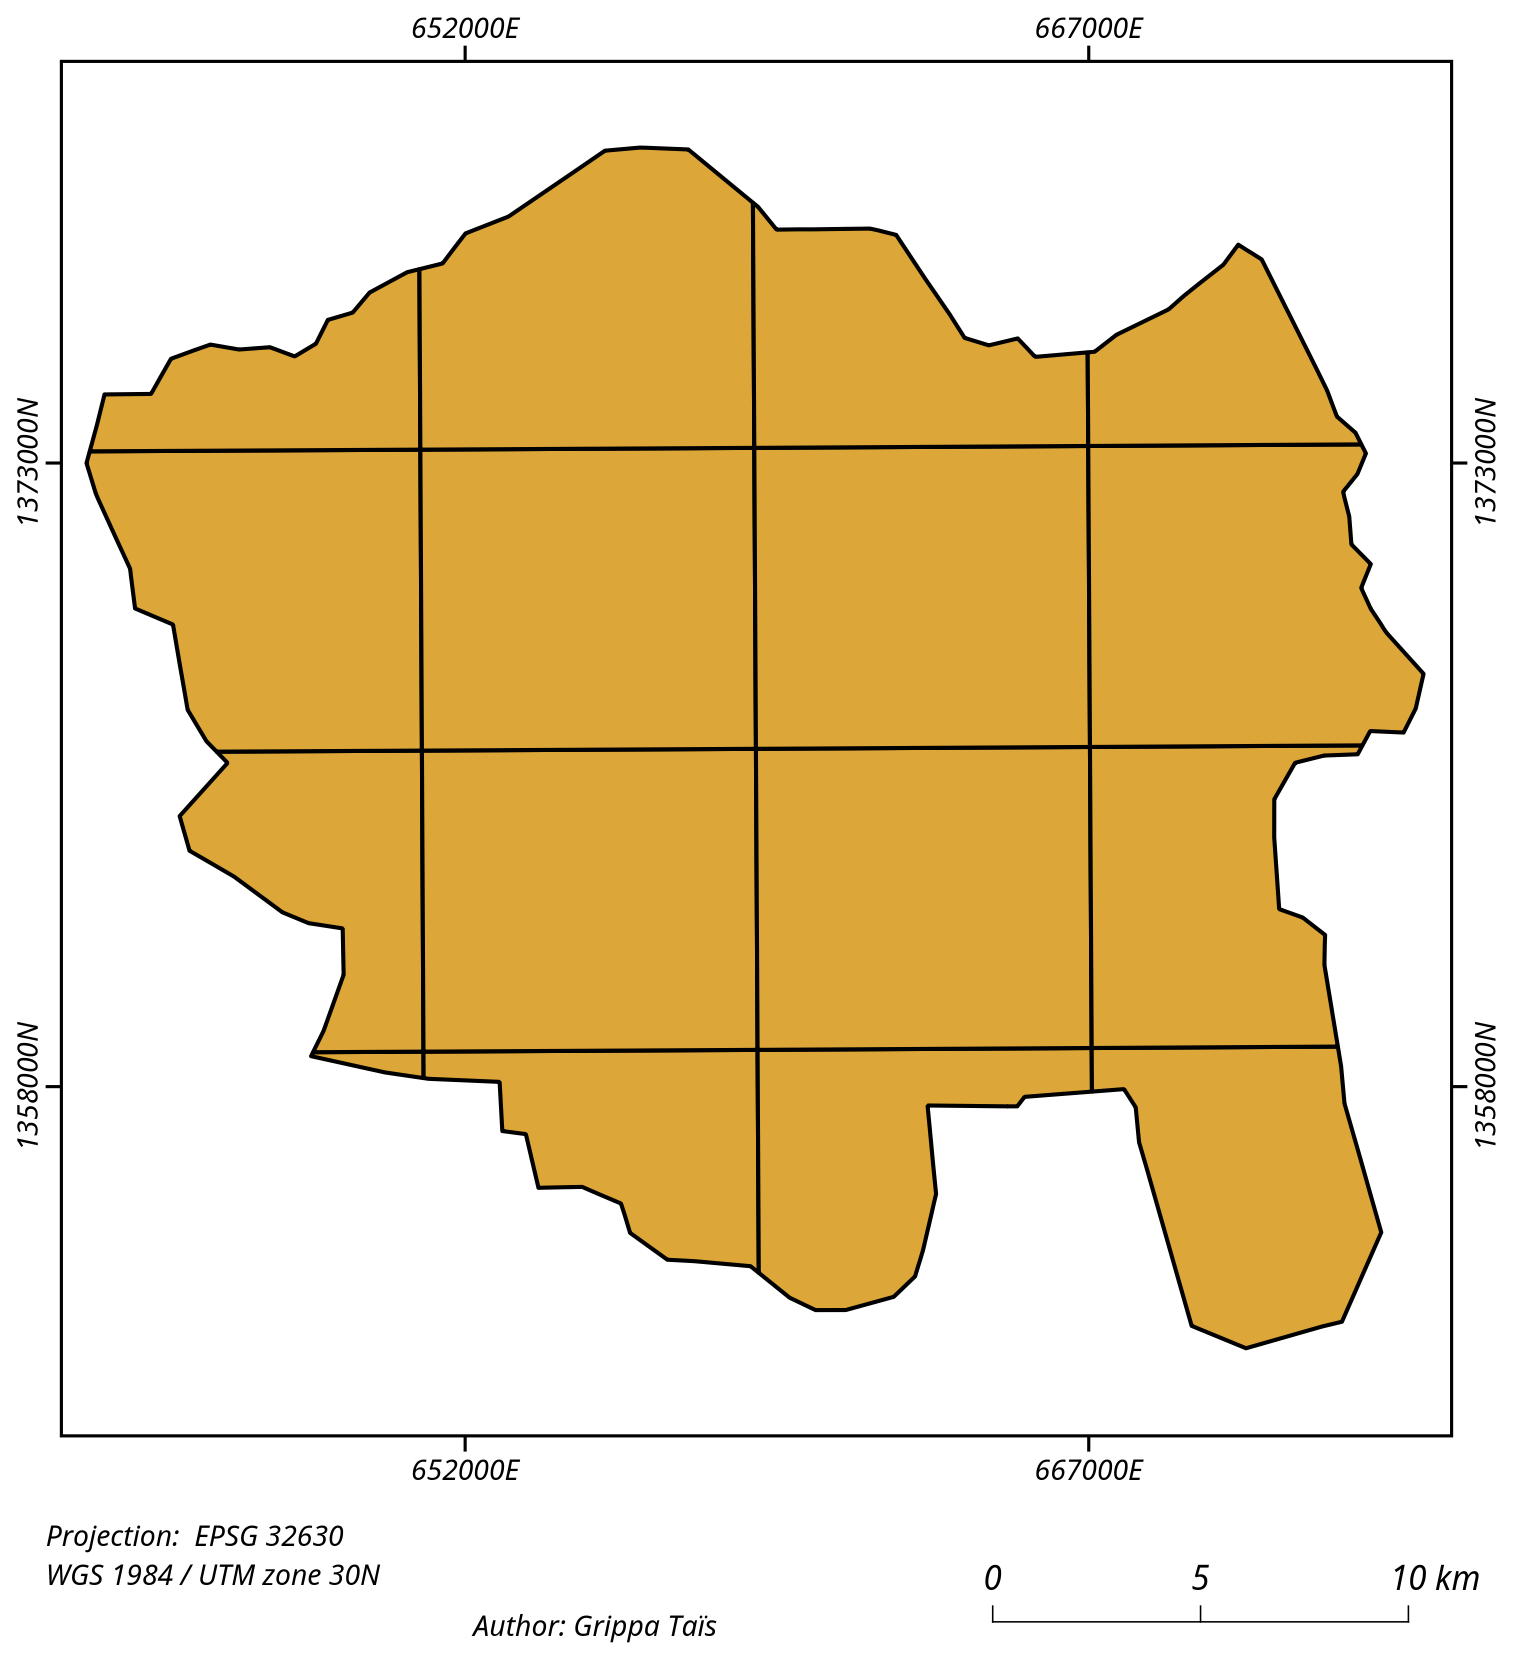 652000E 667000E
1373000N 1373000N
1358000N 1358000N
652000E 667000E
Projection:  EPSG 32630
WGS 1984 / UTM zone 30N
0 5 10 km
Author: Grippa Taïs